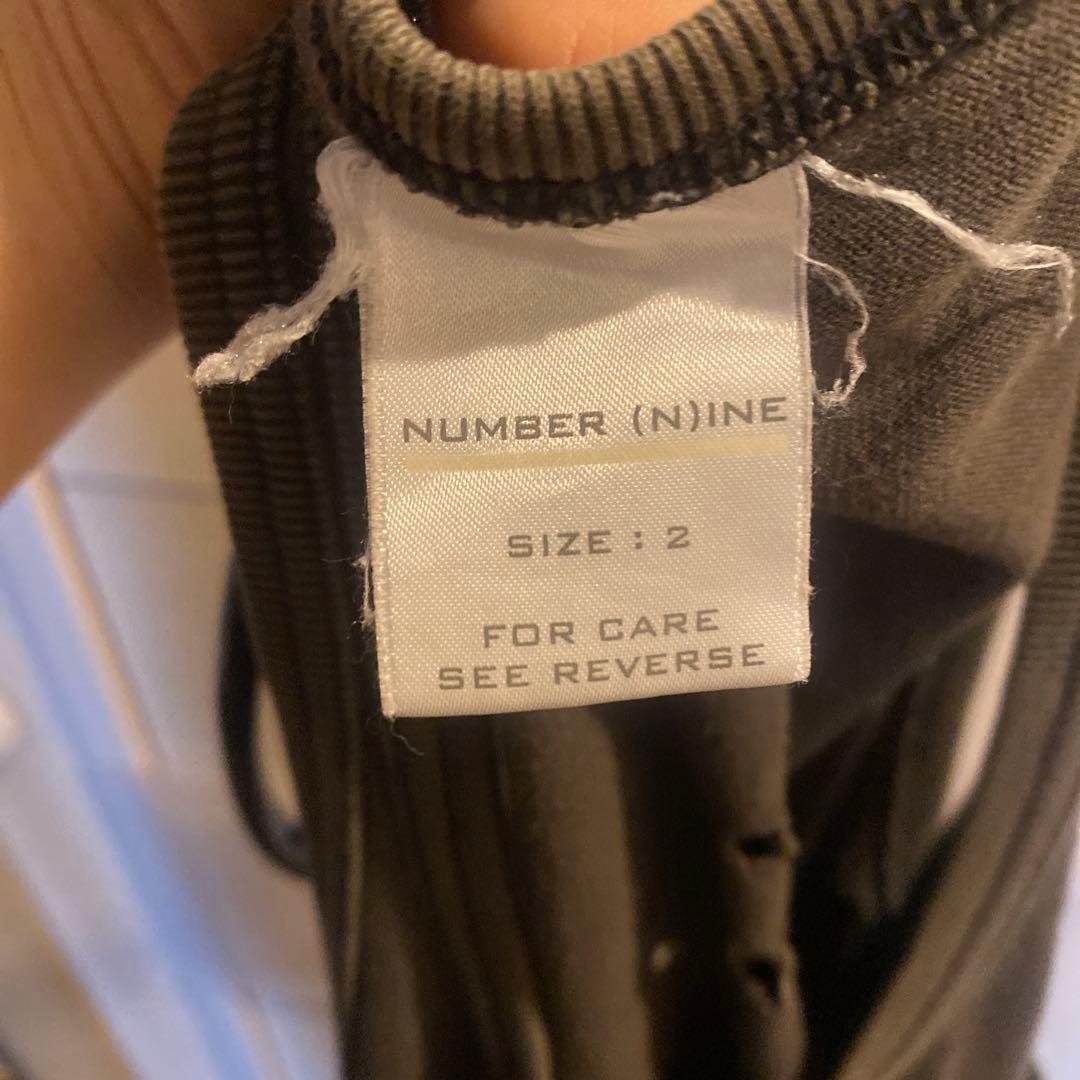 NUMBER (N)INE
SIZE : 2
FOR CARE
SEE REVERSE